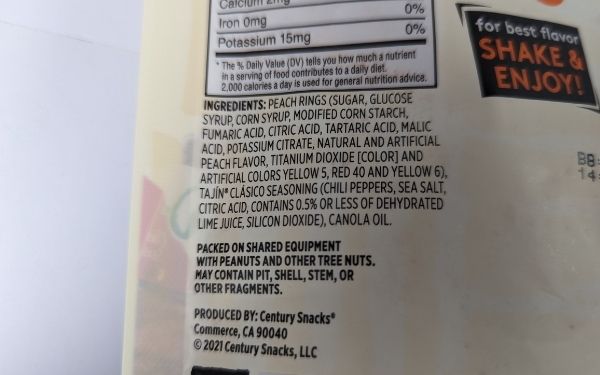 Calcium 2mg 0%
Iron 0mg 0%
Potassium 15mg
* The % Daily Value (DV) tells you how much a nutrient
in a serving of food contributes to a daily diet.
2,000 calories a day is used for general nutrition advice.
for best flavor
SHAKE &
ENJOY!
INGREDIENTS: PEACH RINGS (SUGAR, GLUCOSE
SYRUP, CORN SYRUP, MODIFIED CORN STARCH,
FUMARIC ACID, CITRIC ACID, TARTARIC ACID, MALIC
ACID, POTASSIUM CITRATE, NATURAL AND ARTIFICIAL
PEACH FLAVOR, TITANIUM DIOXIDE [COLOR] AND
ARTIFICIAL COLORS YELLOW 5, RED 40 AND YELLOW 6),
TAJÍN® CLÁSICO SEASONING (CHILI PEPPERS, SEA SALT,
CITRIC ACID, CONTAINS 0.5% OR LESS OF DEHYDRATED
LIME JUICE, SILICON DIOXIDE), CANOLA OIL.
PACKED ON SHARED EQUIPMENT
WITH PEANUTS AND OTHER TREE NUTS.
MAY CONTAIN PIT, SHELL, STEM, OR
OTHER FRAGMENTS.
PRODUCED BY: Century Snacks®
Commerce, CA 90040
© 2021 Century Snacks, LLC
BB:
14: